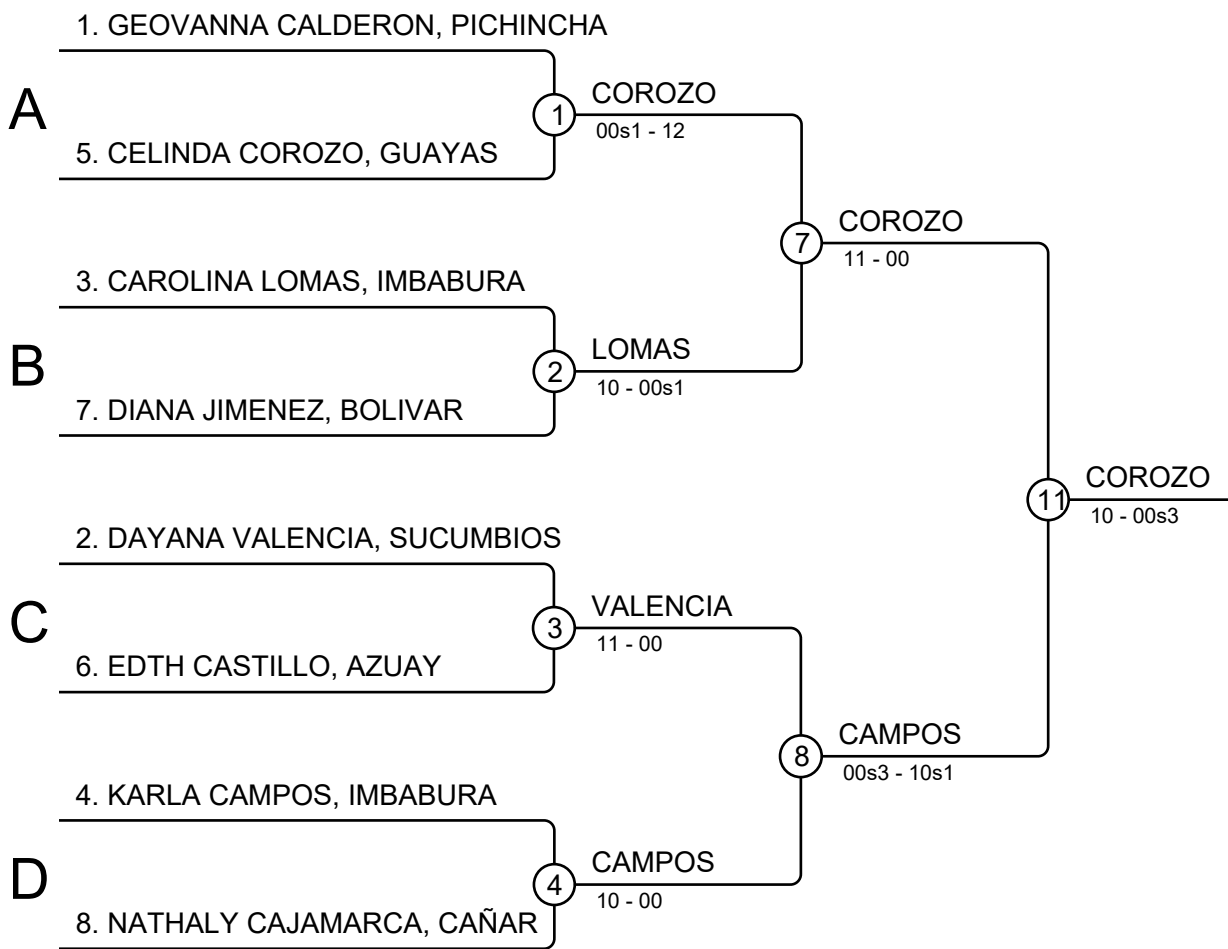 1. GEOVANNA CALDERON, PICHINCHA
A
1
COROZO
00s1 - 12
5. CELINDA COROZO, GUAYAS
7
COROZO
11 - 00
3. CAROLINA LOMAS, IMBABURA
B
2
LOMAS
10 - 00s1
7. DIANA JIMENEZ, BOLIVAR
11
COROZO
10 - 00s3
2. DAYANA VALENCIA, SUCUMBIOS
C
3
VALENCIA
11 - 00
6. EDTH CASTILLO, AZUAY
8
CAMPOS
00s3 - 10s1
4. KARLA CAMPOS, IMBABURA
D
4
CAMPOS
10 - 00
8. NATHALY CAJAMARCA, CAÑAR